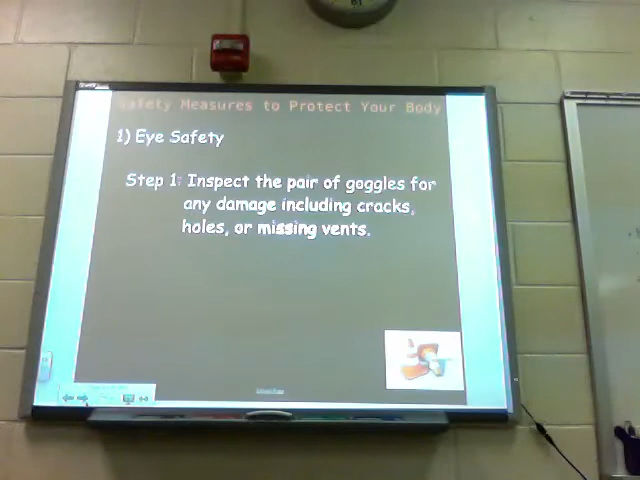 Safety Measures to Protect Your Body
1) Eye Safety
Step 1: Inspect the pair of goggles for
any damage including cracks,
holes, or missing vents.